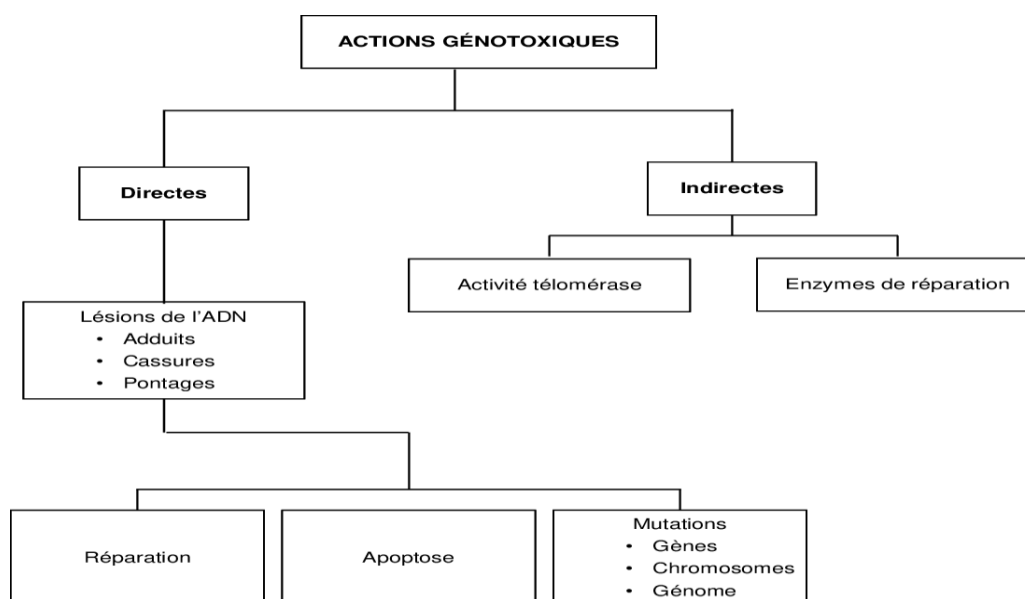 ACTIONS GÉNOTOXIQUES
Directes
Indirectes
Activité télomérase
Enzymes de réparation
Lésions de l'ADN
• Adduits
• Cassures
• Pontages
Réparation
Apoptose
Mutations
• Gènes
• Chromosomes
• Génome